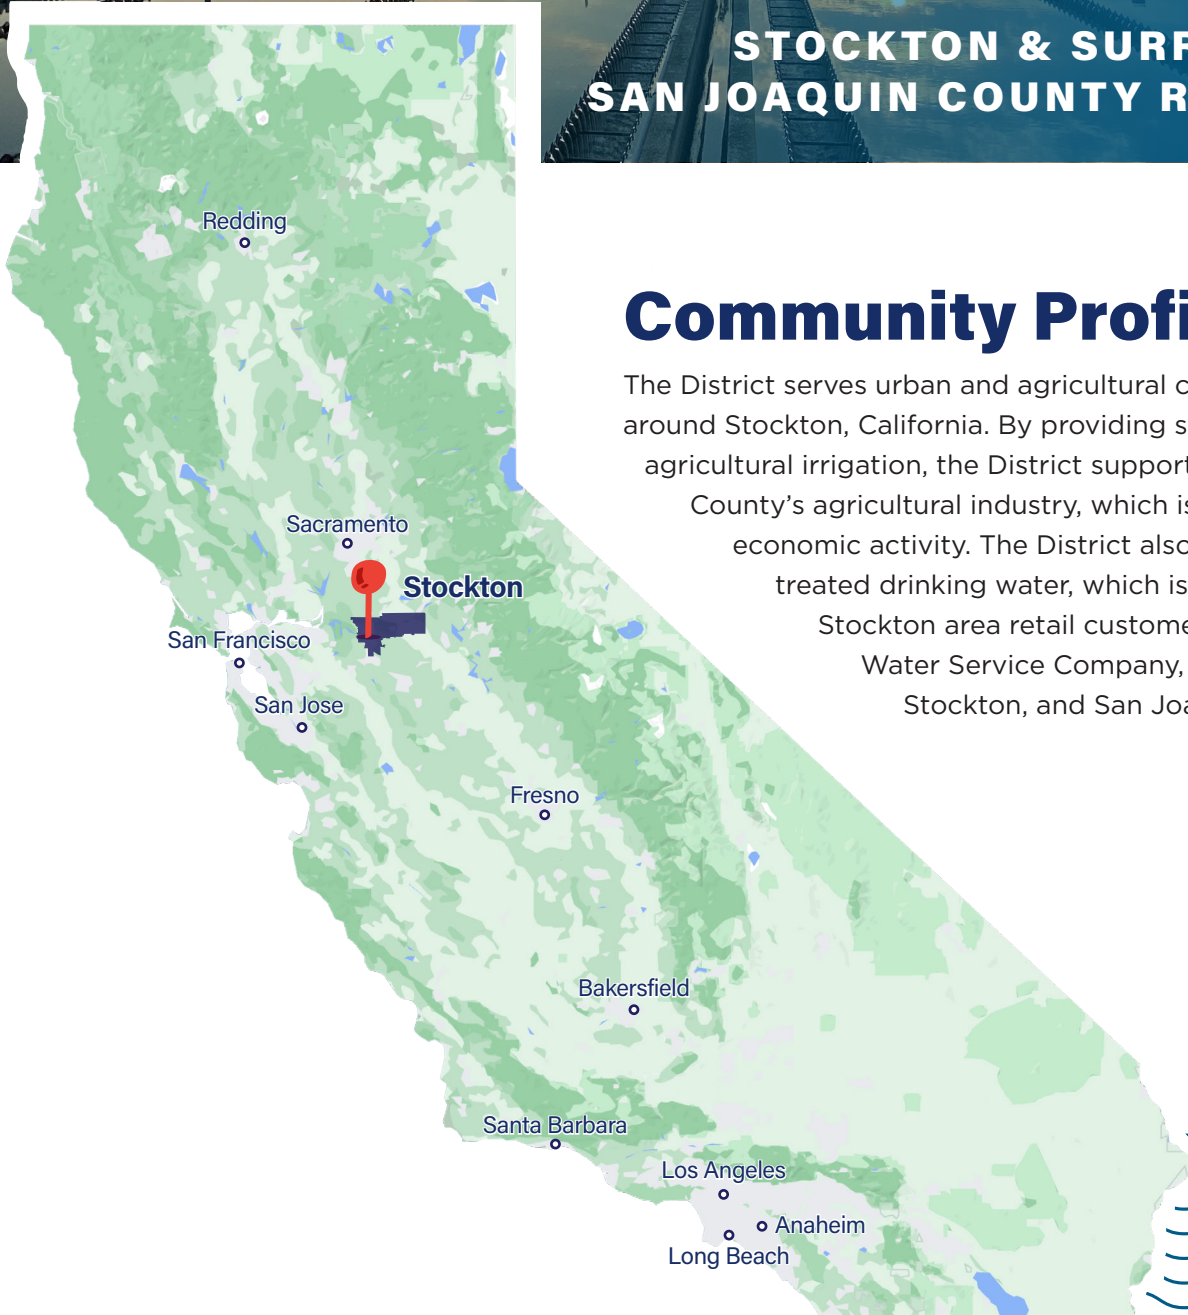 STOCKTON & SURR
SAN JOAQUIN COUNTY R
Community Profi
The District serves urban and agricultural c
around Stockton, California. By providing s
agricultural irrigation, the District support
County's agricultural industry, which is
economic activity. The District also
treated drinking water, which is
Stockton area retail custome
Water Service Company,
Stockton, and San Joa
Redding
Sacramento
Stockton
San Francisco
San Jose
Fresno
Bakersfield
Santa Barbara
Los Angeles
Anaheim
Long Beach